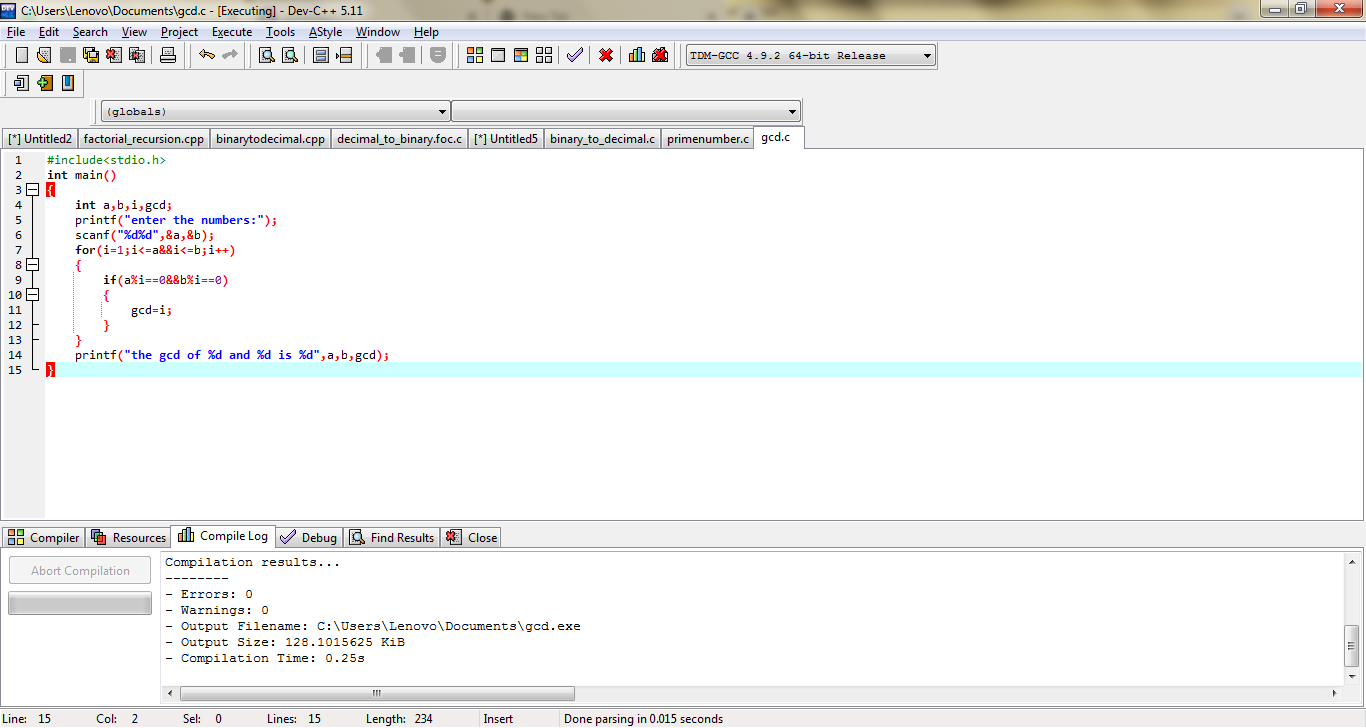 C:\Users\Lenovo\Documents\gcd.c - [Executing] - Dev-C++ 5.11
File Edit Search View Project Execute Tools AStyle Window Help
TDM-GCC 4.9.2 64-bit Release
(globals)
[*] Untitled2 factorial_recursion.cpp binarytodecimal.cpp decimal_to_binary.foc.c [*] Untitled5 binary_to_decimal.c primenumber.c gcd.c
1 #include<stdio.h>
2 int main()
3 {
4 int a,b,i,gcd;
5 printf("enter the numbers:");
6 scanf("%d%d",&a,&b);
7 for(i=1;i<=a&&i<=b;i++)
8 {
9 if(a%i==0&&b%i==0)
10 {
11 gcd=i;
12 }
13 }
14 printf("the gcd of %d and %d is %d",a,b,gcd);
15 }
Compiler Resources Compile Log Debug Find Results Close
Abort Compilation
Compilation results...
--------
- Errors: 0
- Warnings: 0
- Output Filename: C:\Users\Lenovo\Documents\gcd.exe
- Output Size: 128.1015625 KiB
- Compilation Time: 0.25s
Line: 15 Col: 2 Sel: 0 Lines: 15 Length: 234 Insert Done parsing in 0.015 seconds